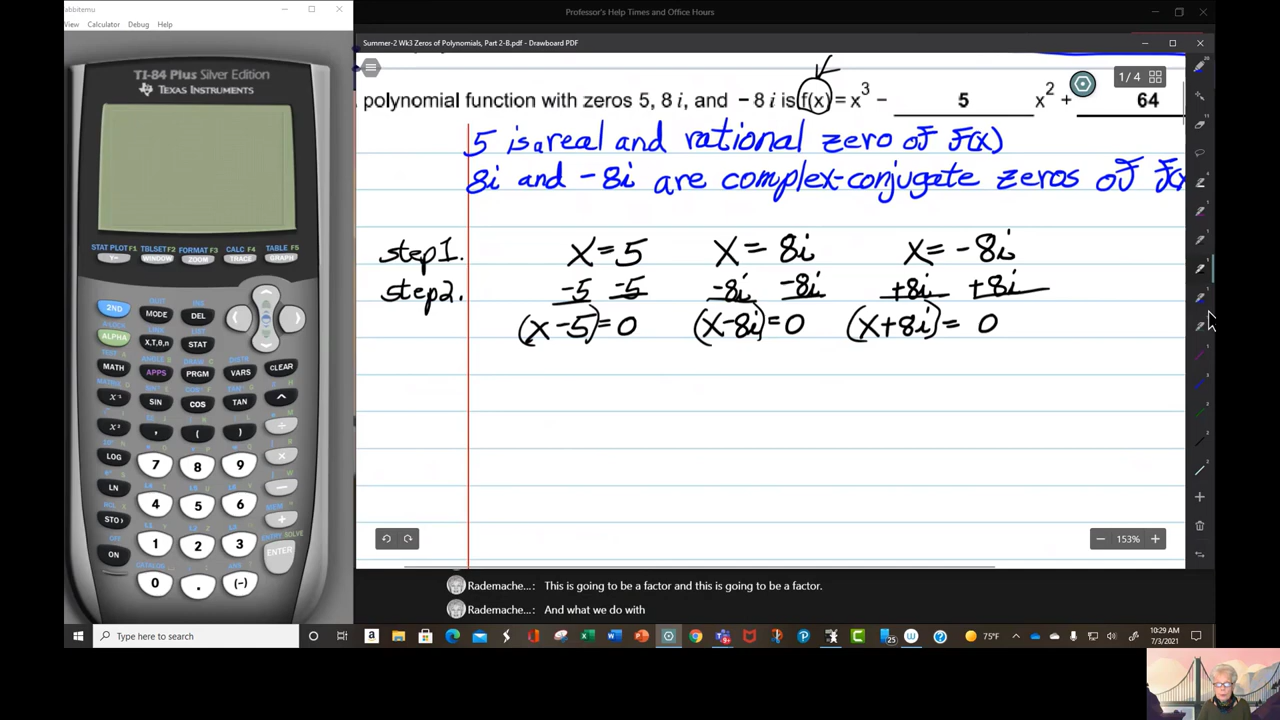 abbitemu
View Calculator Debug Help
TI-84 Plus Silver Edition
TEXAS INSTRUMENTS
STAT PLOT F1 TBLSET F2 FORMAT F3 CALC F4 TABLE F5
Y= WINDOW ZOOM TRACE GRAPH
2ND MODE DEL
ALPHA X,T,θ,n STAT
MATH APPS PRGM VARS CLEAR
x⁻¹ SIN COS TAN ^
x² , ( ) ÷
LOG 7 8 9 ×
LN 4 5 6 −
STO› 1 2 3 +
ON 0 . (−) ENTER
Professor's Help Times and Office Hours
Summer-2 Wk3 Zeros of Polynomials, Part 2-B.pdf - Drawboard PDF
1/4
polynomial function with zeros 5, 8 i, and − 8 i is f(x) = x³ − 5 x² + 64
5 is a real and rational zero of f(x)
8i and -8i are complex-conjugate zeros of f(x
step1. x = 5 x = 8i x = -8i
step2. -5 -5 -8i -8i +8i +8i
(x-5)=0 (x-8i)=0 (x+8i)= 0
153%
Rademache...: This is going to be a factor and this is going to be a factor.
Rademache...: And what we do with
Type here to search
75°F
10:29 AM
7/3/2021